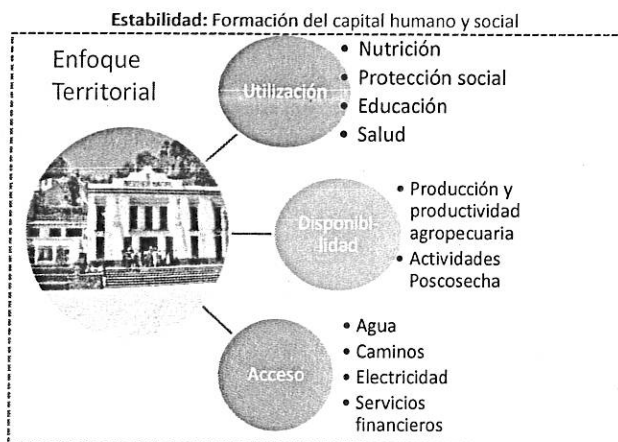 Estabilidad: Formación del capital humano y social
Enfoque
Territorial
Utilización
• Nutrición
• Protección social
• Educación
• Salud
Disponibi-
lidad
• Producción y
productividad
agropecuaria
• Actividades
Poscosecha
Acceso
• Agua
• Caminos
• Electricidad
• Servicios
financieros